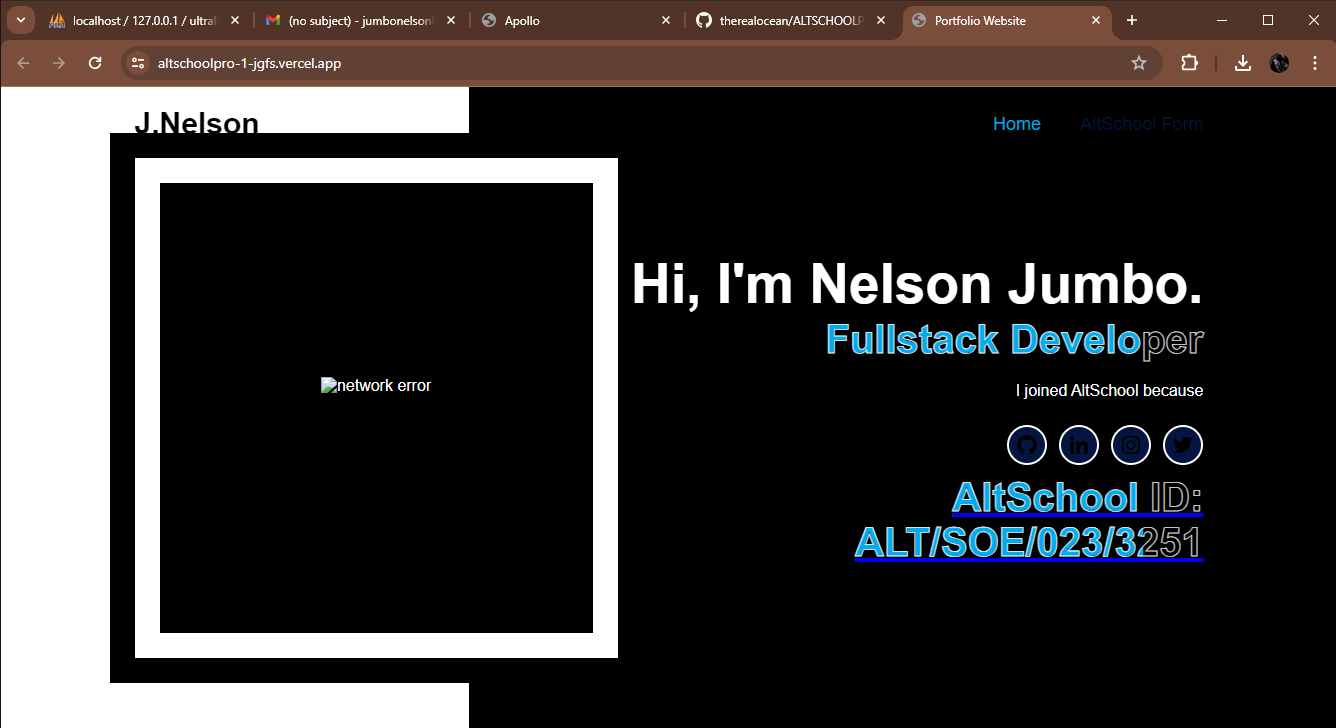 localhost / 127.0.0.1 / ultral
(no subject) - jumbonelson
Apollo
therealocean/ALTSCHOOLP
Portfolio Website
altschoolpro-1-jgfs.vercel.app
J.Nelson
Home
AltSchool Form
network error
Hi, I'm Nelson Jumbo.
Fullstack Developer
I joined AltSchool because
in
AltSchool ID:
ALT/SOE/023/3251